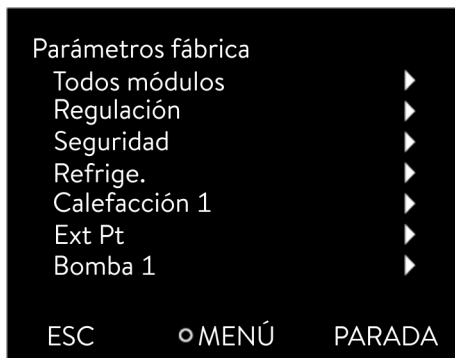 Parámetros fábrica
Todos módulos
Regulación
Seguridad
Refrige.
Calefacción 1
Ext Pt
Bomba 1
ESC MENÚ PARADA